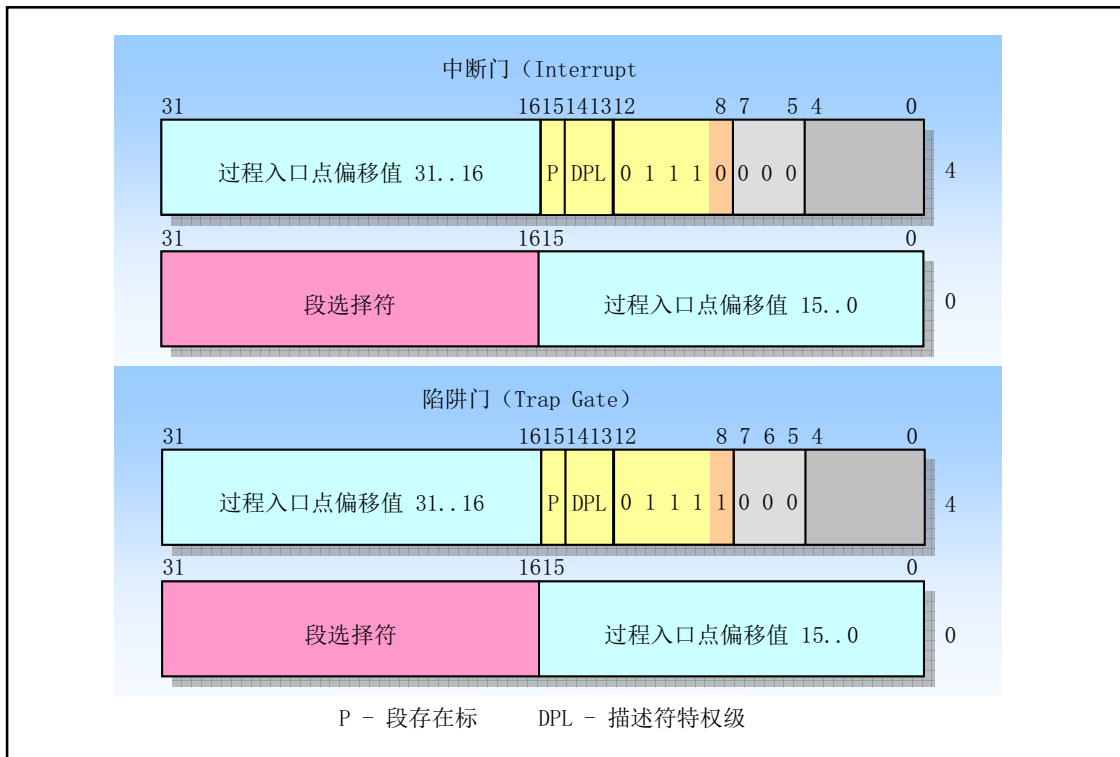 中断门（Interrupt
31 1615141312 8 7 5 4 0
过程入口点偏移值 31..16 P DPL 0 1 1 1 0 0 0 0 4
31 1615 0
段选择符 过程入口点偏移值 15..0 0
陷阱门（Trap Gate）
31 1615141312 8 7 6 5 4 0
过程入口点偏移值 31..16 P DPL 0 1 1 1 1 0 0 0 4
31 1615 0
段选择符 过程入口点偏移值 15..0 0
P - 段存在标 DPL - 描述符特权级